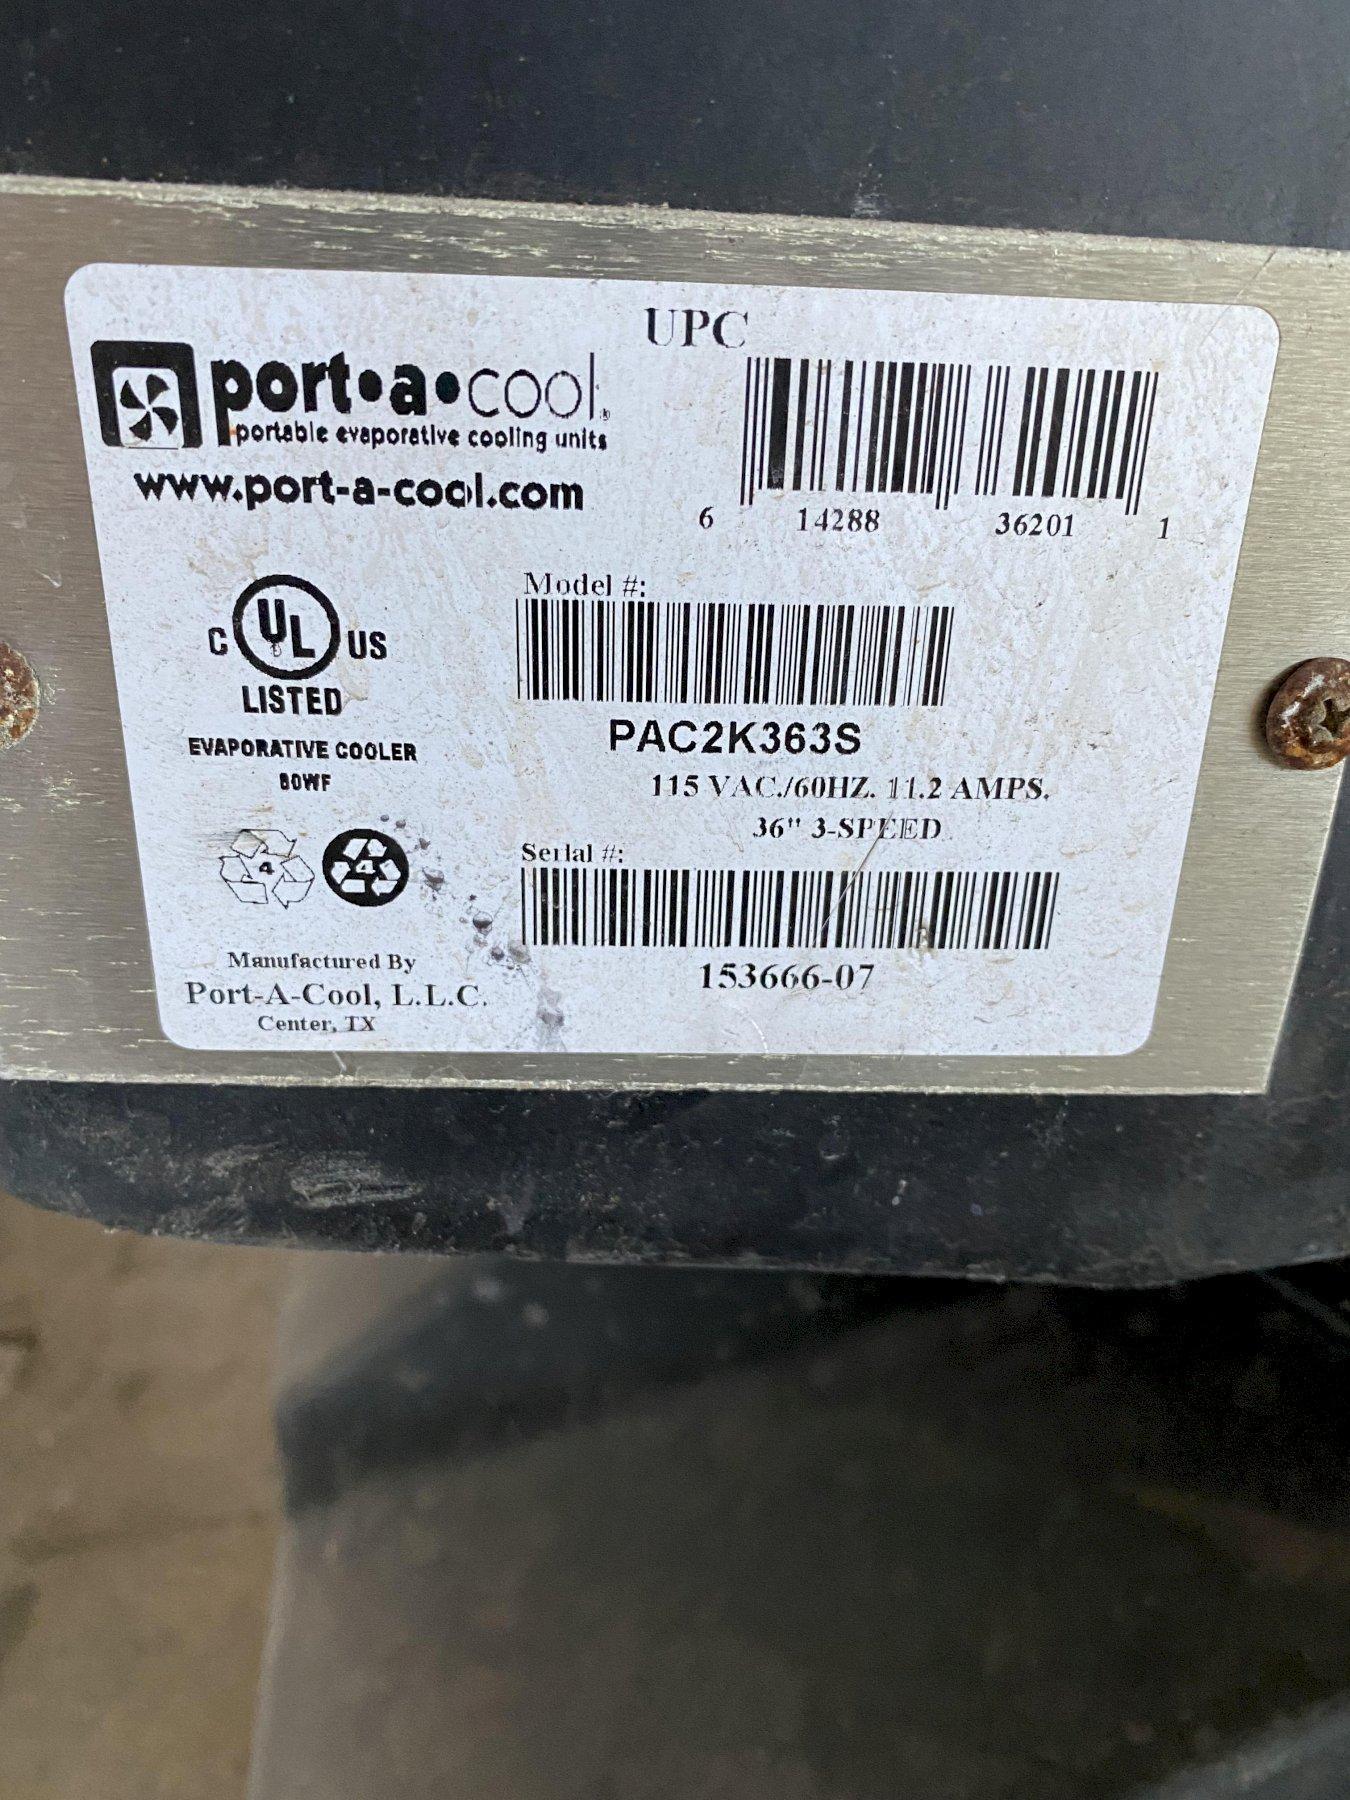 port•a•cool®
portable evaporative cooling units
www.port-a-cool.com
UPC
6 14288 36201 1
C UL US
LISTED
EVAPORATIVE COOLER
80WF
4 4
Manufactured By
Port-A-Cool, L.L.C.
Center, TX
Model #:
PAC2K363S
115 VAC./60HZ. 11.2 AMPS.
36" 3-SPEED
Serial #:
153666-07